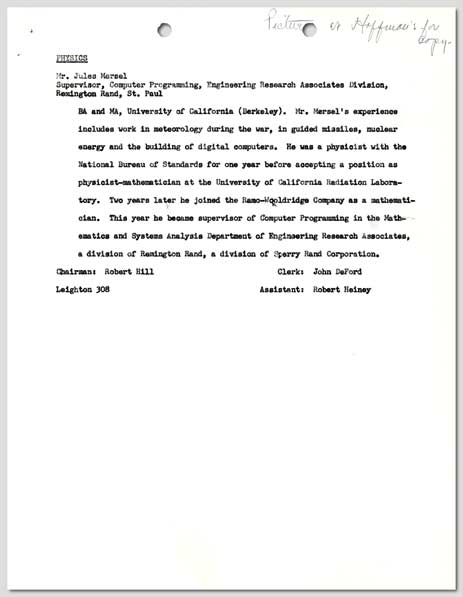 Picture at Hoffman's for
copy.
PHYSICS
Mr. Jules Mersel
Supervisor, Computer Programming, Engineering Research Associates Division,
Remington Rand, St. Paul
BA and MA, University of California (Berkeley). Mr. Mersel's experience
includes work in meteorology during the war, in guided missiles, nuclear
energy and the building of digital computers. He was a physicist with the
National Bureau of Standards for one year before accepting a position as
physicist-mathematician at the University of California Radiation Labora-
tory. Two years later he joined the Ramo-Wooldridge Company as a mathemati-
cian. This year he became supervisor of Computer Programming in the Math-
ematics and Systems Analysis Department of Engineering Research Associates,
a division of Remington Rand, a division of Sperry Rand Corporation.
Chairman: Robert Hill Clerk: John DeFord
Leighton 308 Assistant: Robert Heiney